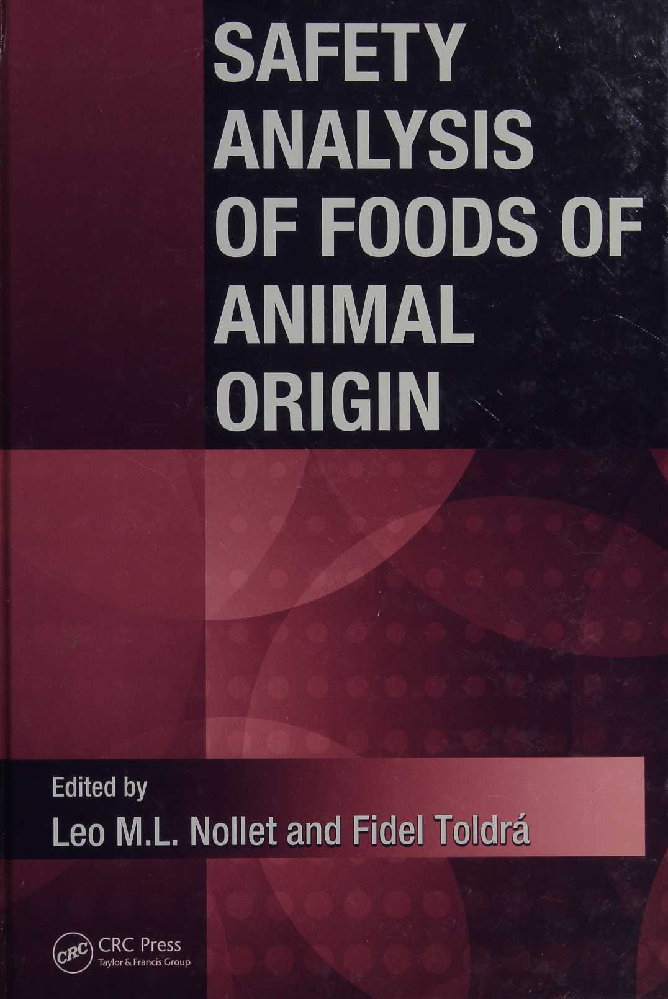 SAFETY
ANALYSIS
OF FOODS OF
ANIMAL
ORIGIN
Edited by
Leo M.L. Nollet and Fidel Toldrá
CRC
CRC Press
Taylor & Francis Group